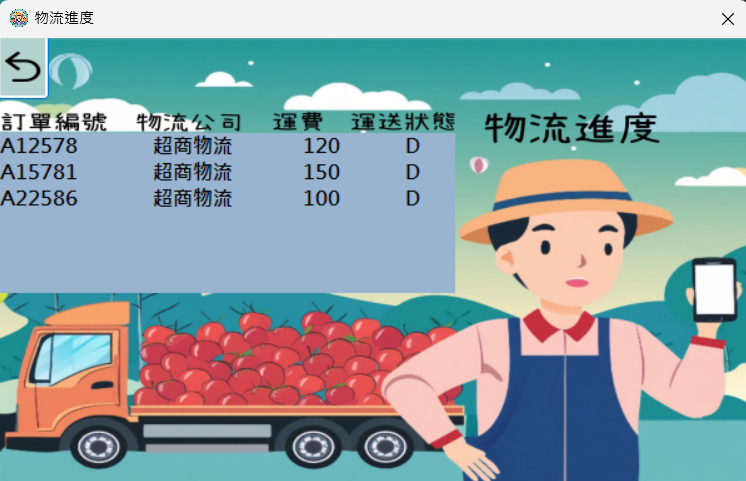 物流進度
訂單編號 物流公司 運費 運送狀態
物流進度
A12578 超商物流 120 D
A15781 超商物流 150 D
A22586 超商物流 100 D